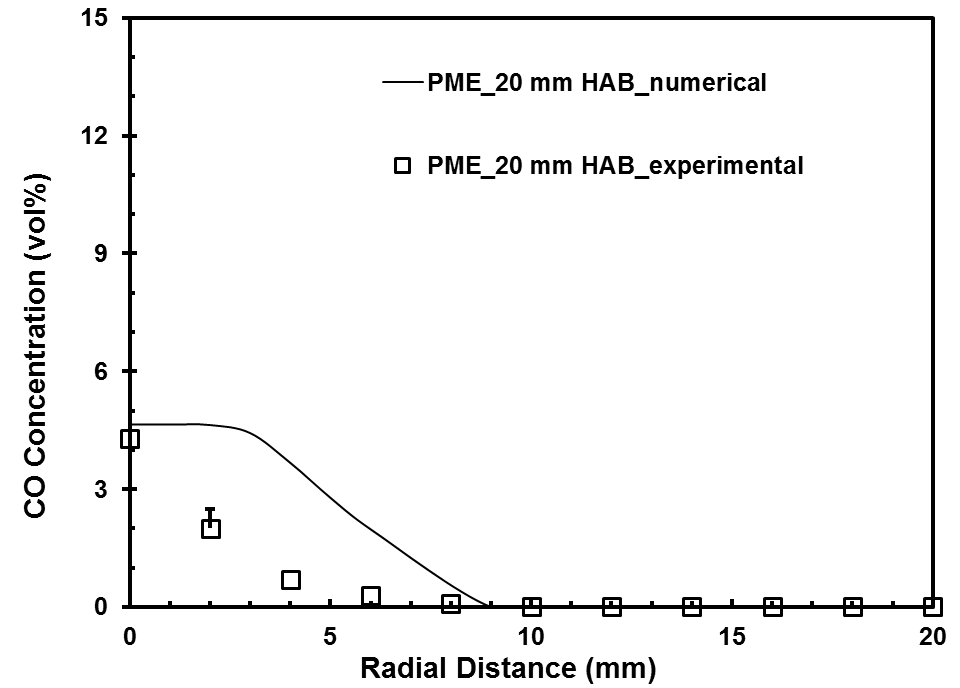 15
12
9
6
3
0
CO Concentration (vol%)
PME_20 mm HAB_numerical
PME_20 mm HAB_experimental
0 5 10 15 20
Radial Distance (mm)